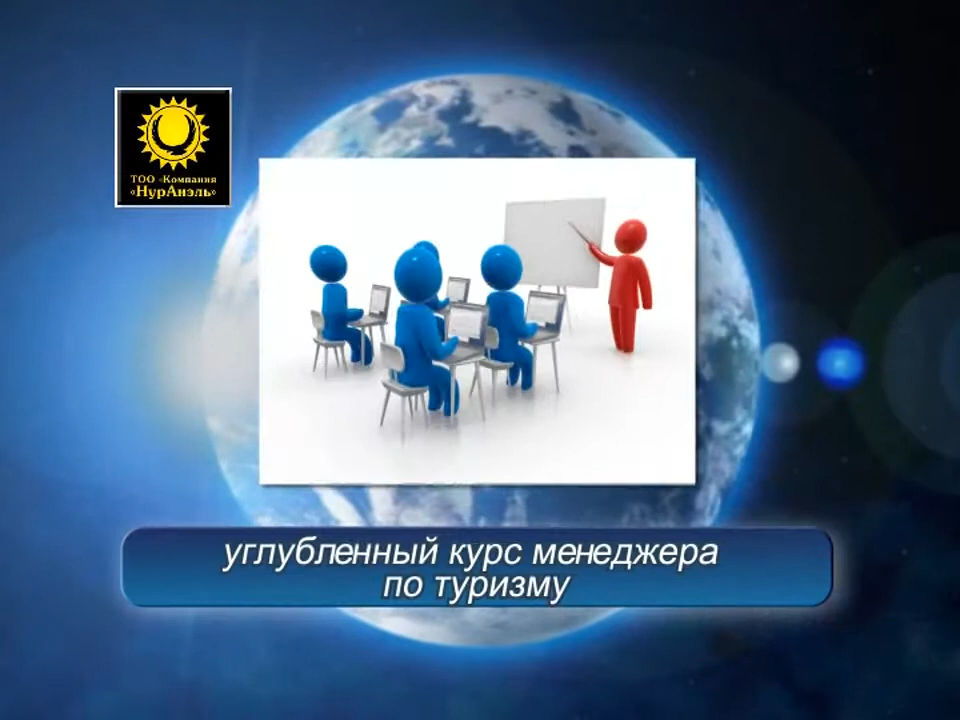 ТОО «Компания
«НурАнэль»
углубленный курс менеджера
по туризму